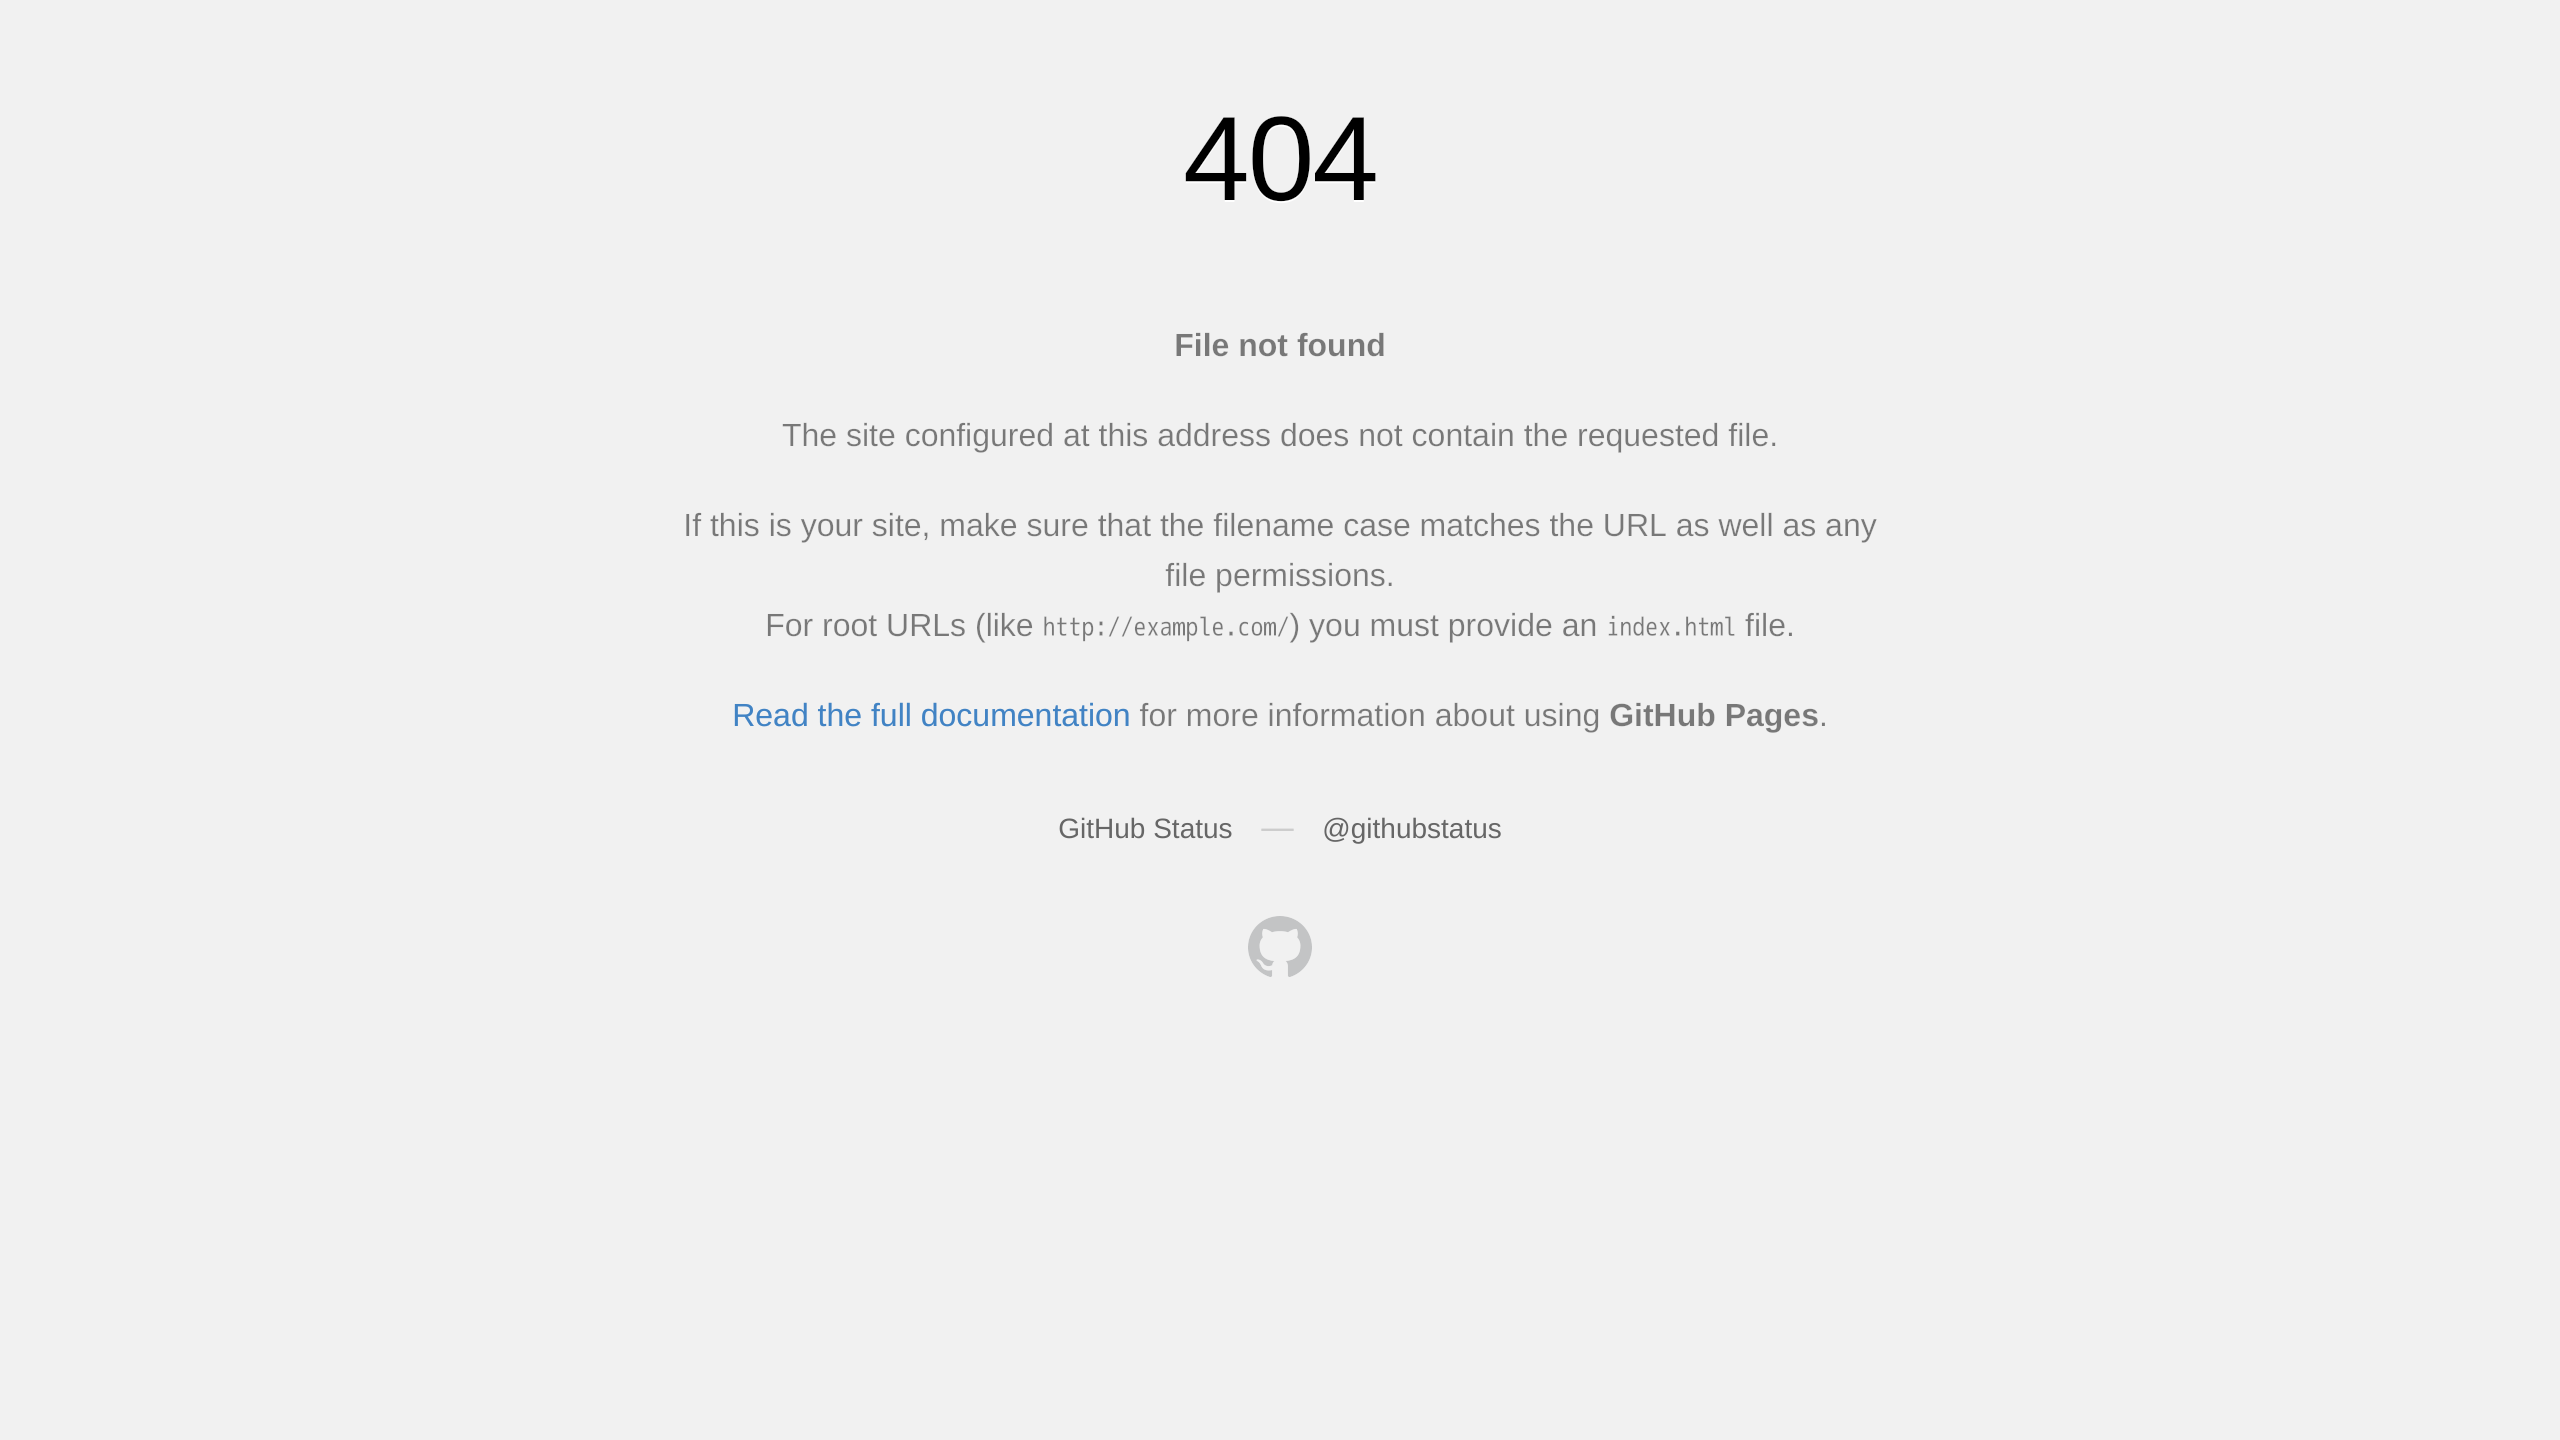 404
File not found
The site configured at this address does not contain the requested file.
If this is your site, make sure that the filename case matches the URL as well as any
file permissions.
For root URLs (like http://example.com/) you must provide an index.html file.
Read the full documentation for more information about using GitHub Pages.
GitHub Status — @githubstatus